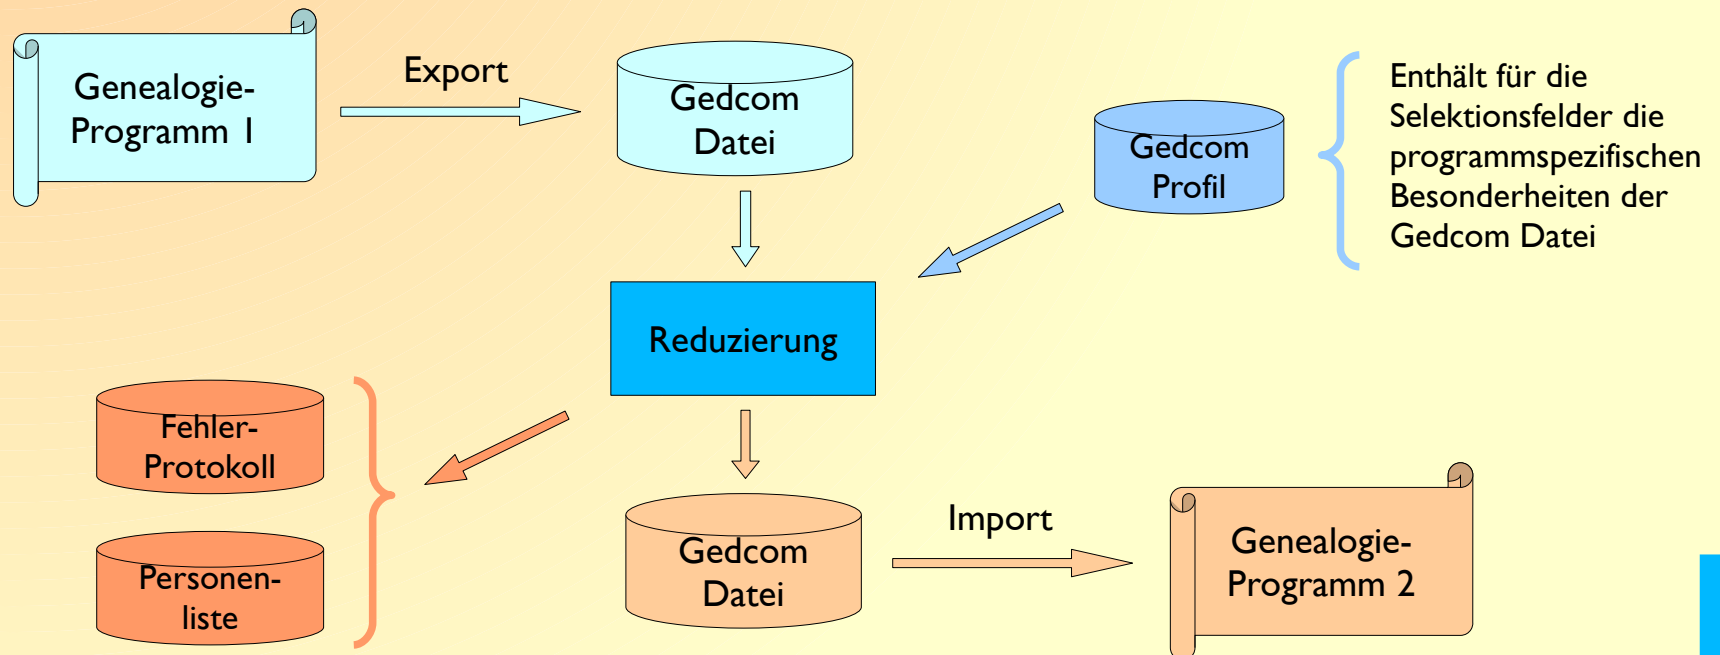 Genealogie-
Programm 1
Export
Gedcom
Datei
Gedcom
Profil
Enthält für die
Selektionsfelder die
programmspezifischen
Besonderheiten der
Gedcom Datei
Reduzierung
Fehler-
Protokoll
Personen-
liste
Gedcom
Datei
Import
Genealogie-
Programm 2